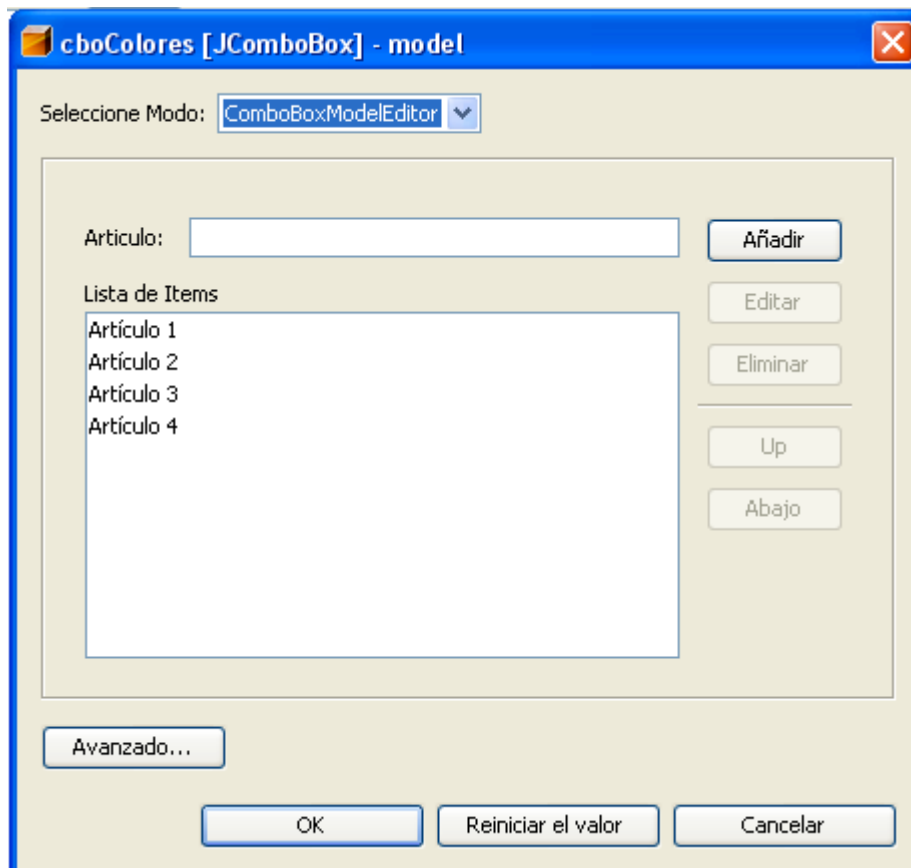 cboColores [JComboBox] - model
Seleccione Modo: ComboBoxModelEditor
Articulo:
Añadir
Lista de Items
Editar
Artículo 1
Artículo 2
Eliminar
Artículo 3
Artículo 4
Up
Abajo
Avanzado...
OK Reiniciar el valor Cancelar